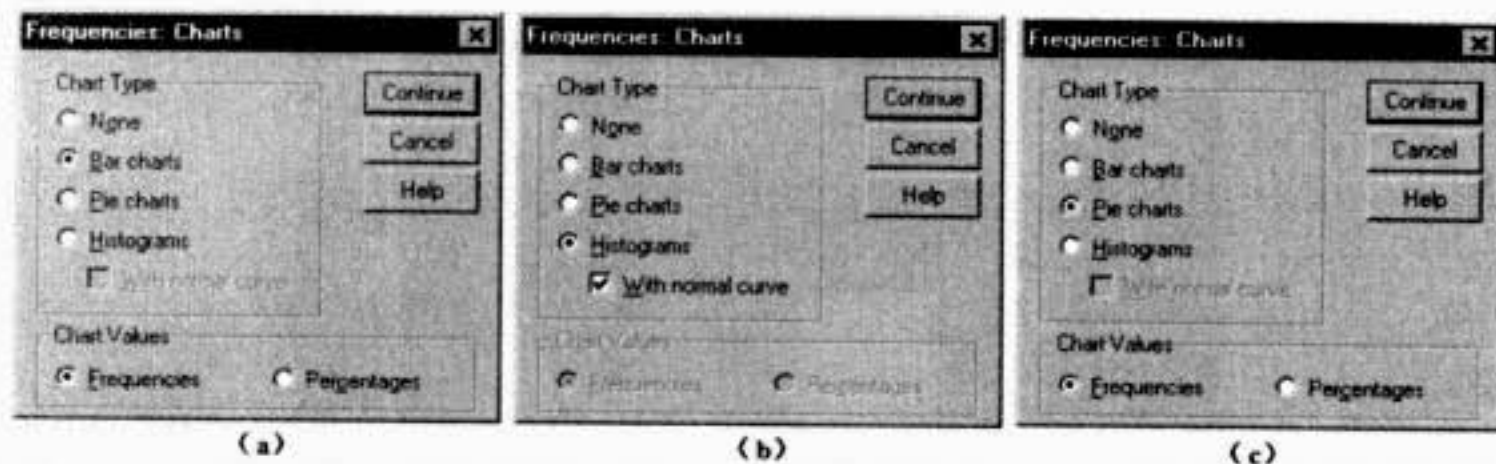 Frequencies: Charts
Chart Type
None
Bar charts
Pie charts
Histograms
With normal curve
Continue
Cancel
Help
Chart Values
Frequencies Percentages
(a)
Frequencies: Charts
Chart Type
None
Bar charts
Pie charts
Histograms
With normal curve
Continue
Cancel
Help
Chart Values
Frequencies Percentages
(b)
Frequencies: Charts
Chart Type
None
Bar charts
Pie charts
Histograms
With normal curve
Continue
Cancel
Help
Chart Values
Frequencies Percentages
(c)